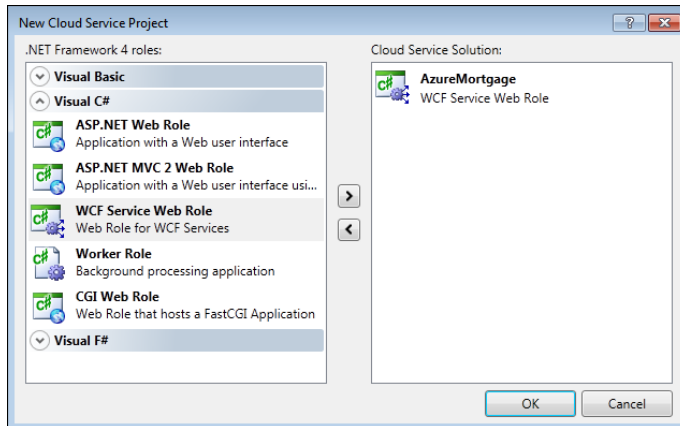 New Cloud Service Project
.NET Framework 4 roles:
Visual Basic
Visual C#
ASP.NET Web Role
Application with a Web user interface
ASP.NET MVC 2 Web Role
Application with a Web user interface usi...
WCF Service Web Role
Web Role for WCF Services
Worker Role
Background processing application
CGI Web Role
Web Role that hosts a FastCGI Application
Visual F#
Cloud Service Solution:
AzureMortgage
WCF Service Web Role
OK
Cancel